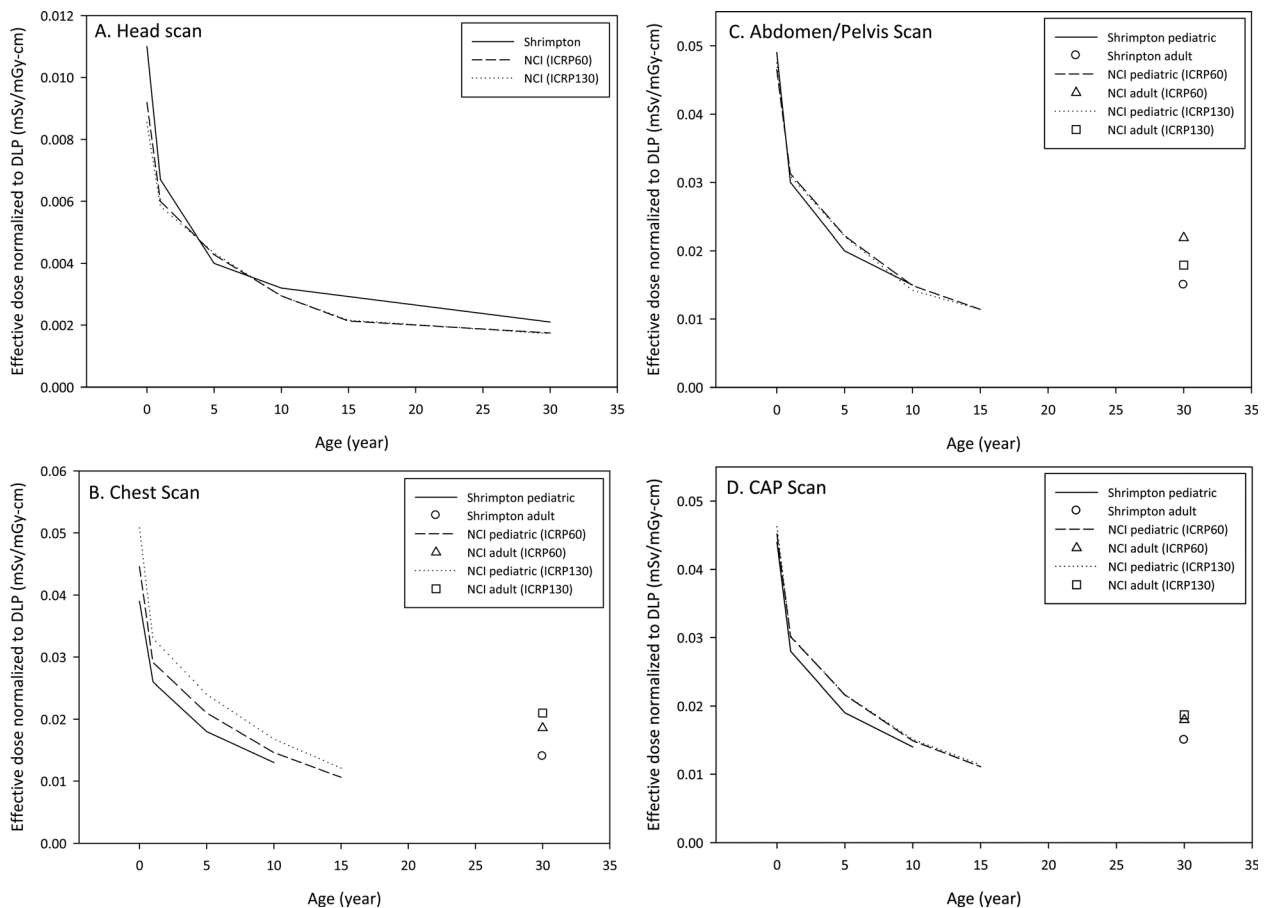 A. Head scan
Effective dose normalized to DLP (mSv/mGy-cm)
0.012
0.010
0.008
0.006
0.004
0.002
0.000
0 5 10 15 20 25 30 35
Age (year)
Shrimpton
NCI (ICRP60)
NCI (ICRP130)
C. Abdomen/Pelvis Scan
Effective dose normalized to DLP (mSv/mGy-cm)
0.05
0.04
0.03
0.02
0.01
0.00
0 5 10 15 20 25 30 35
Age (year)
Shrimpton pediatric
Shrinpton adult
NCI pediatric (ICRP60)
NCI adult (ICRP60)
NCI pediatric (ICRP130)
NCI adult (ICRP130)
B. Chest Scan
Effective dose normalized to DLP (mSv/mGy-cm)
0.06
0.05
0.04
0.03
0.02
0.01
0.00
0 5 10 15 20 25 30 35
Age (year)
Shrimpton pediatric
Shrimpton adult
NCI pediatric (ICRP60)
NCI adult (ICRP60)
NCI pediatric (ICRP130)
NCI adult (ICRP130)
D. CAP Scan
Effective dose normalized to DLP (mSv/mGy-cm)
0.05
0.04
0.03
0.02
0.01
0.00
0 5 10 15 20 25 30 35
Age (year)
Shrimpton pediatric
Shrimpton adult
NCI pediatric (ICRP60)
NCI adult (ICRP60)
NCI pediatric (ICRP130)
NCI adult (ICRP130)